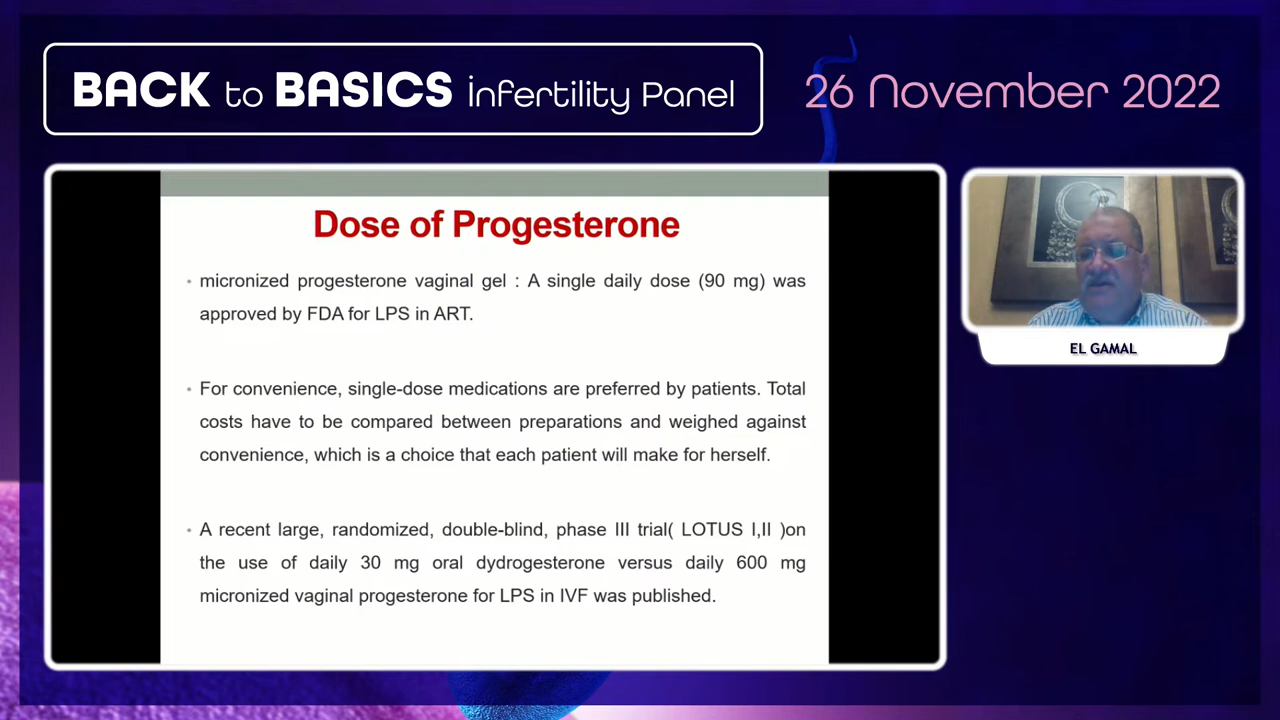 BACK to BASICS infertility Panel
26 November 2022
Dose of Progesterone
• micronized progesterone vaginal gel : A single daily dose (90 mg) was
approved by FDA for LPS in ART.
• For convenience, single-dose medications are preferred by patients. Total
costs have to be compared between preparations and weighed against
convenience, which is a choice that each patient will make for herself.
• A recent large, randomized, double-blind, phase III trial( LOTUS I,II )on
the use of daily 30 mg oral dydrogesterone versus daily 600 mg
micronized vaginal progesterone for LPS in IVF was published.
EL GAMAL